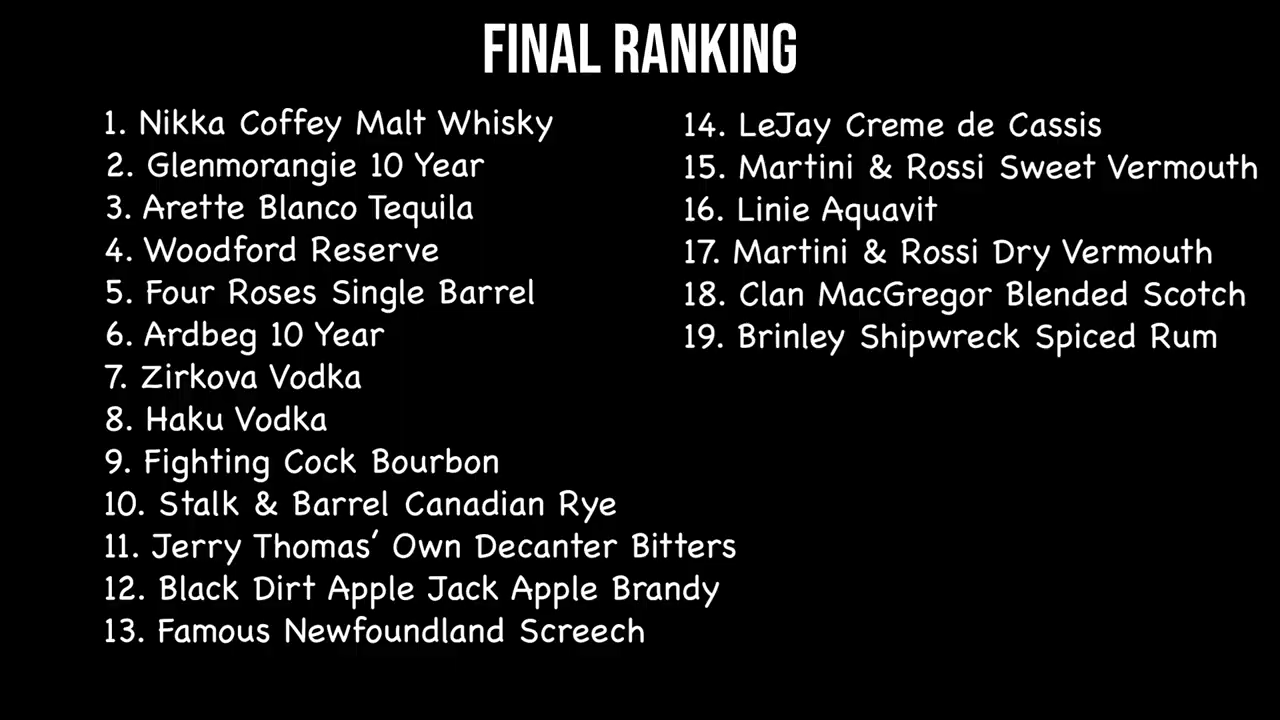 FINAL RANKING
1. Nikka Coffey Malt Whisky
2. Glenmorangie 10 Year
3. Arette Blanco Tequila
4. Woodford Reserve
5. Four Roses Single Barrel
6. Ardbeg 10 Year
7. Zirkova Vodka
8. Haku Vodka
9. Fighting Cock Bourbon
10. Stalk & Barrel Canadian Rye
11. Jerry Thomas’ Own Decanter Bitters
12. Black Dirt Apple Jack Apple Brandy
13. Famous Newfoundland Screech
14. LeJay Creme de Cassis
15. Martini & Rossi Sweet Vermouth
16. Linie Aquavit
17. Martini & Rossi Dry Vermouth
18. Clan MacGregor Blended Scotch
19. Brinley Shipwreck Spiced Rum